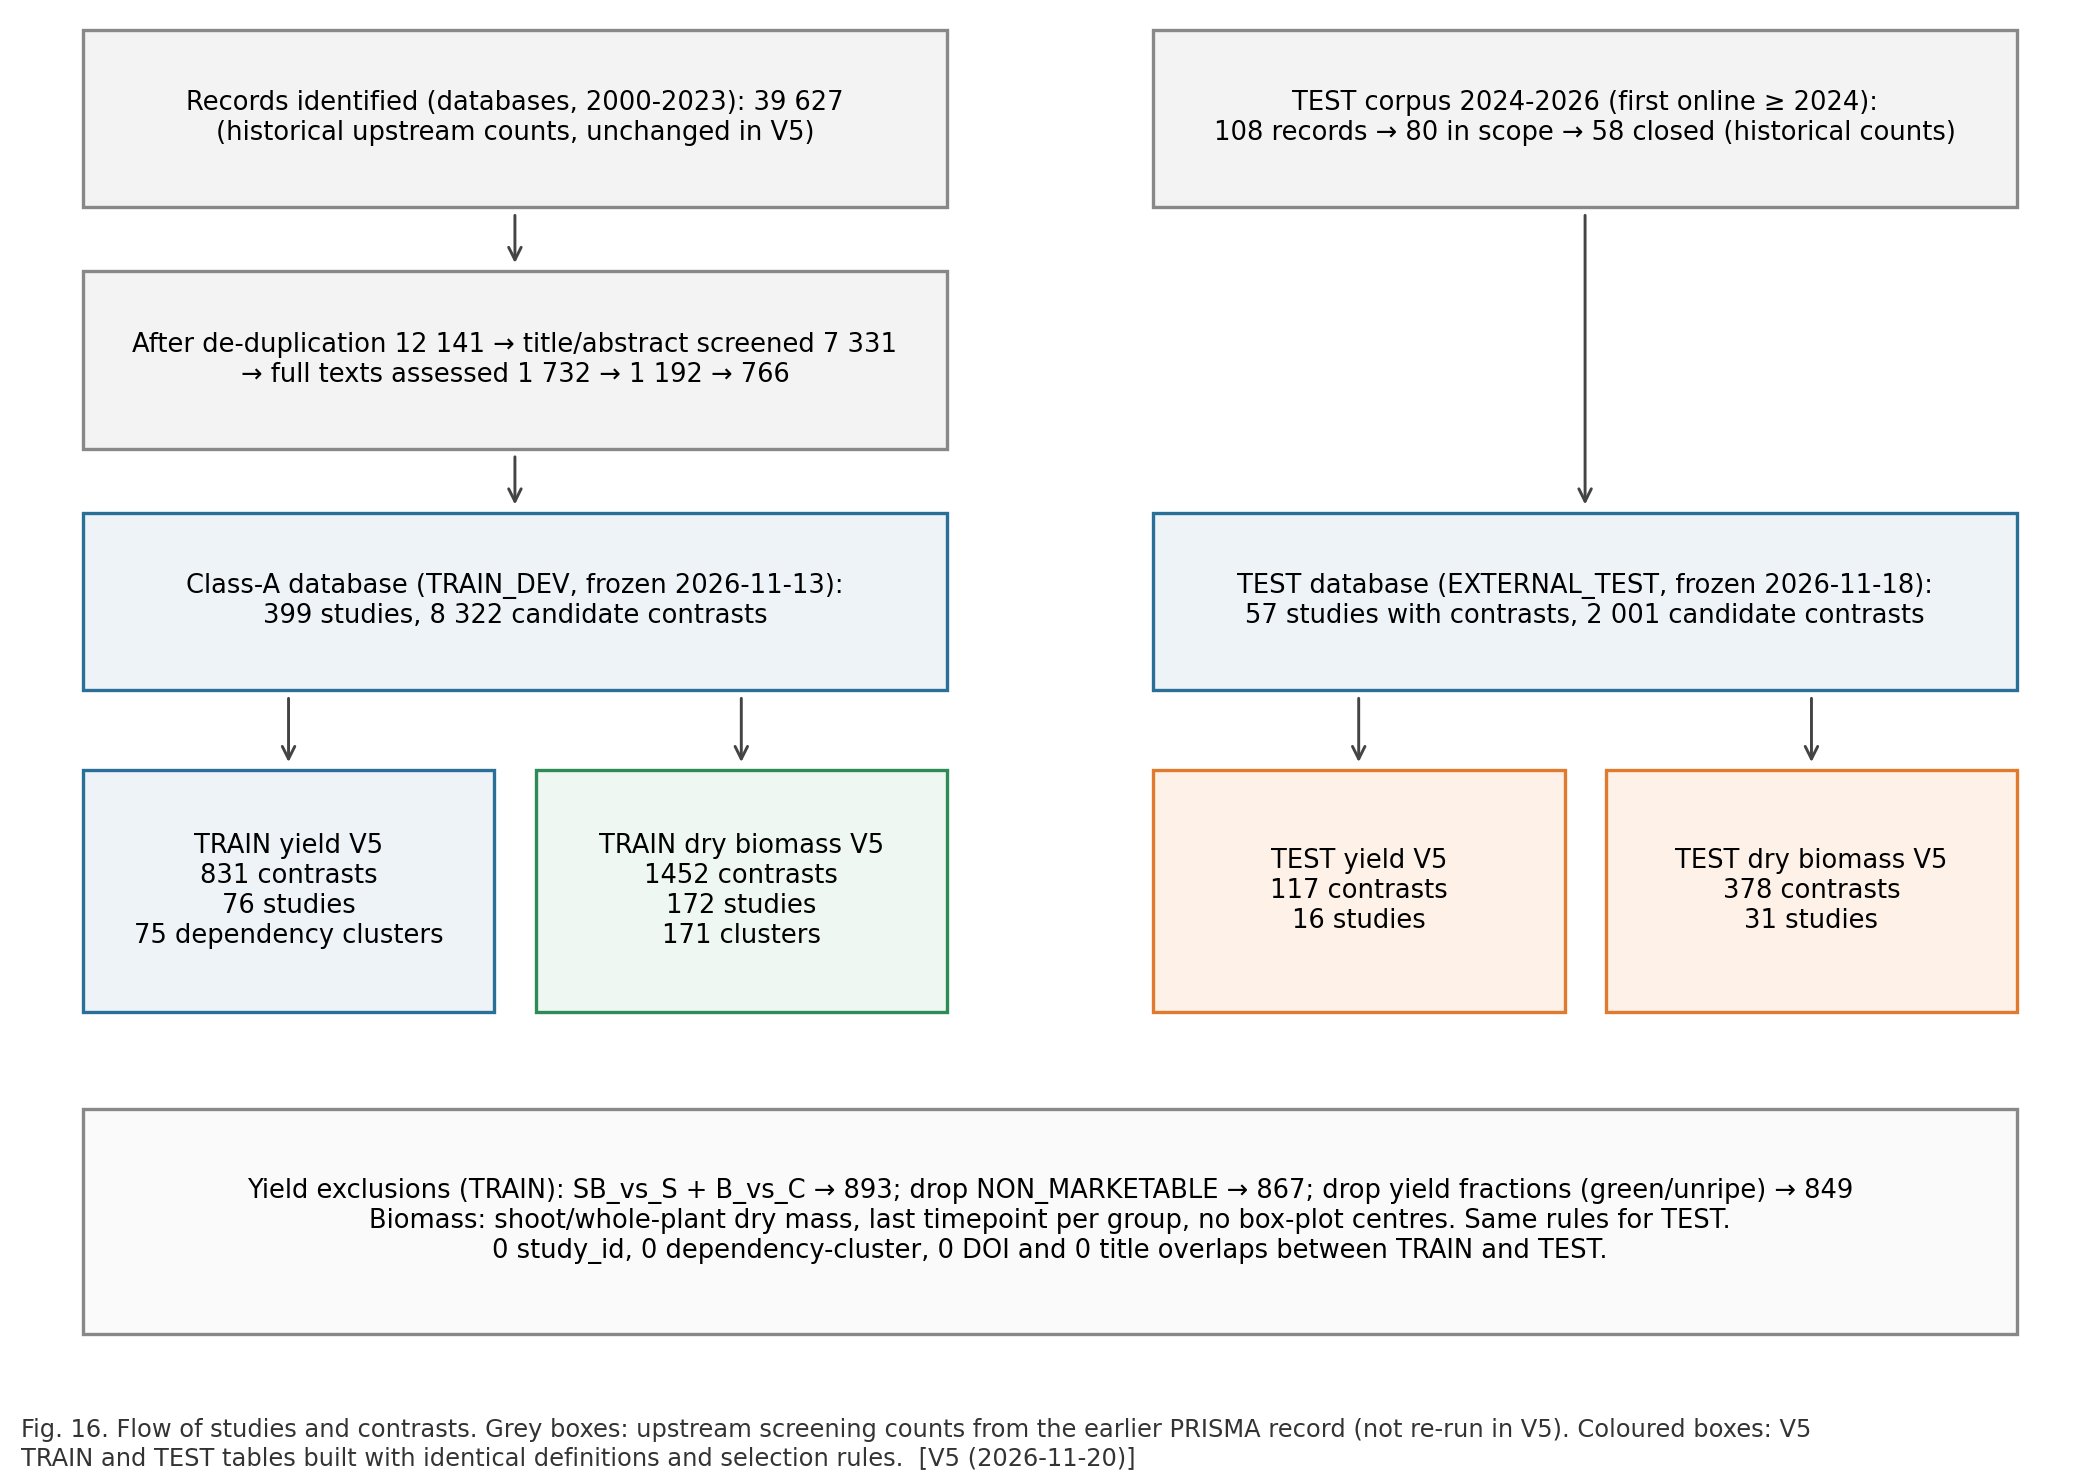 Records identified (databases, 2000-2023): 39 627
(historical upstream counts, unchanged in V5)
TEST corpus 2024-2026 (first online ≥ 2024):
108 records → 80 in scope → 58 closed (historical counts)
After de-duplication 12 141 → title/abstract screened 7 331
→ full texts assessed 1 732 → 1 192 → 766
Class-A database (TRAIN_DEV, frozen 2026-11-13):
399 studies, 8 322 candidate contrasts
TEST database (EXTERNAL_TEST, frozen 2026-11-18):
57 studies with contrasts, 2 001 candidate contrasts
TRAIN yield V5
831 contrasts
76 studies
75 dependency clusters
TRAIN dry biomass V5
1452 contrasts
172 studies
171 clusters
TEST yield V5
117 contrasts
16 studies
TEST dry biomass V5
378 contrasts
31 studies
Yield exclusions (TRAIN): SB_vs_S + B_vs_C → 893; drop NON_MARKETABLE → 867; drop yield fractions (green/unripe) → 849
Biomass: shoot/whole-plant dry mass, last timepoint per group, no box-plot centres. Same rules for TEST.
0 study_id, 0 dependency-cluster, 0 DOI and 0 title overlaps between TRAIN and TEST.
Fig. 16. Flow of studies and contrasts. Grey boxes: upstream screening counts from the earlier PRISMA record (not re-run in V5). Coloured boxes: V5
TRAIN and TEST tables built with identical definitions and selection rules.  [V5 (2026-11-20)]